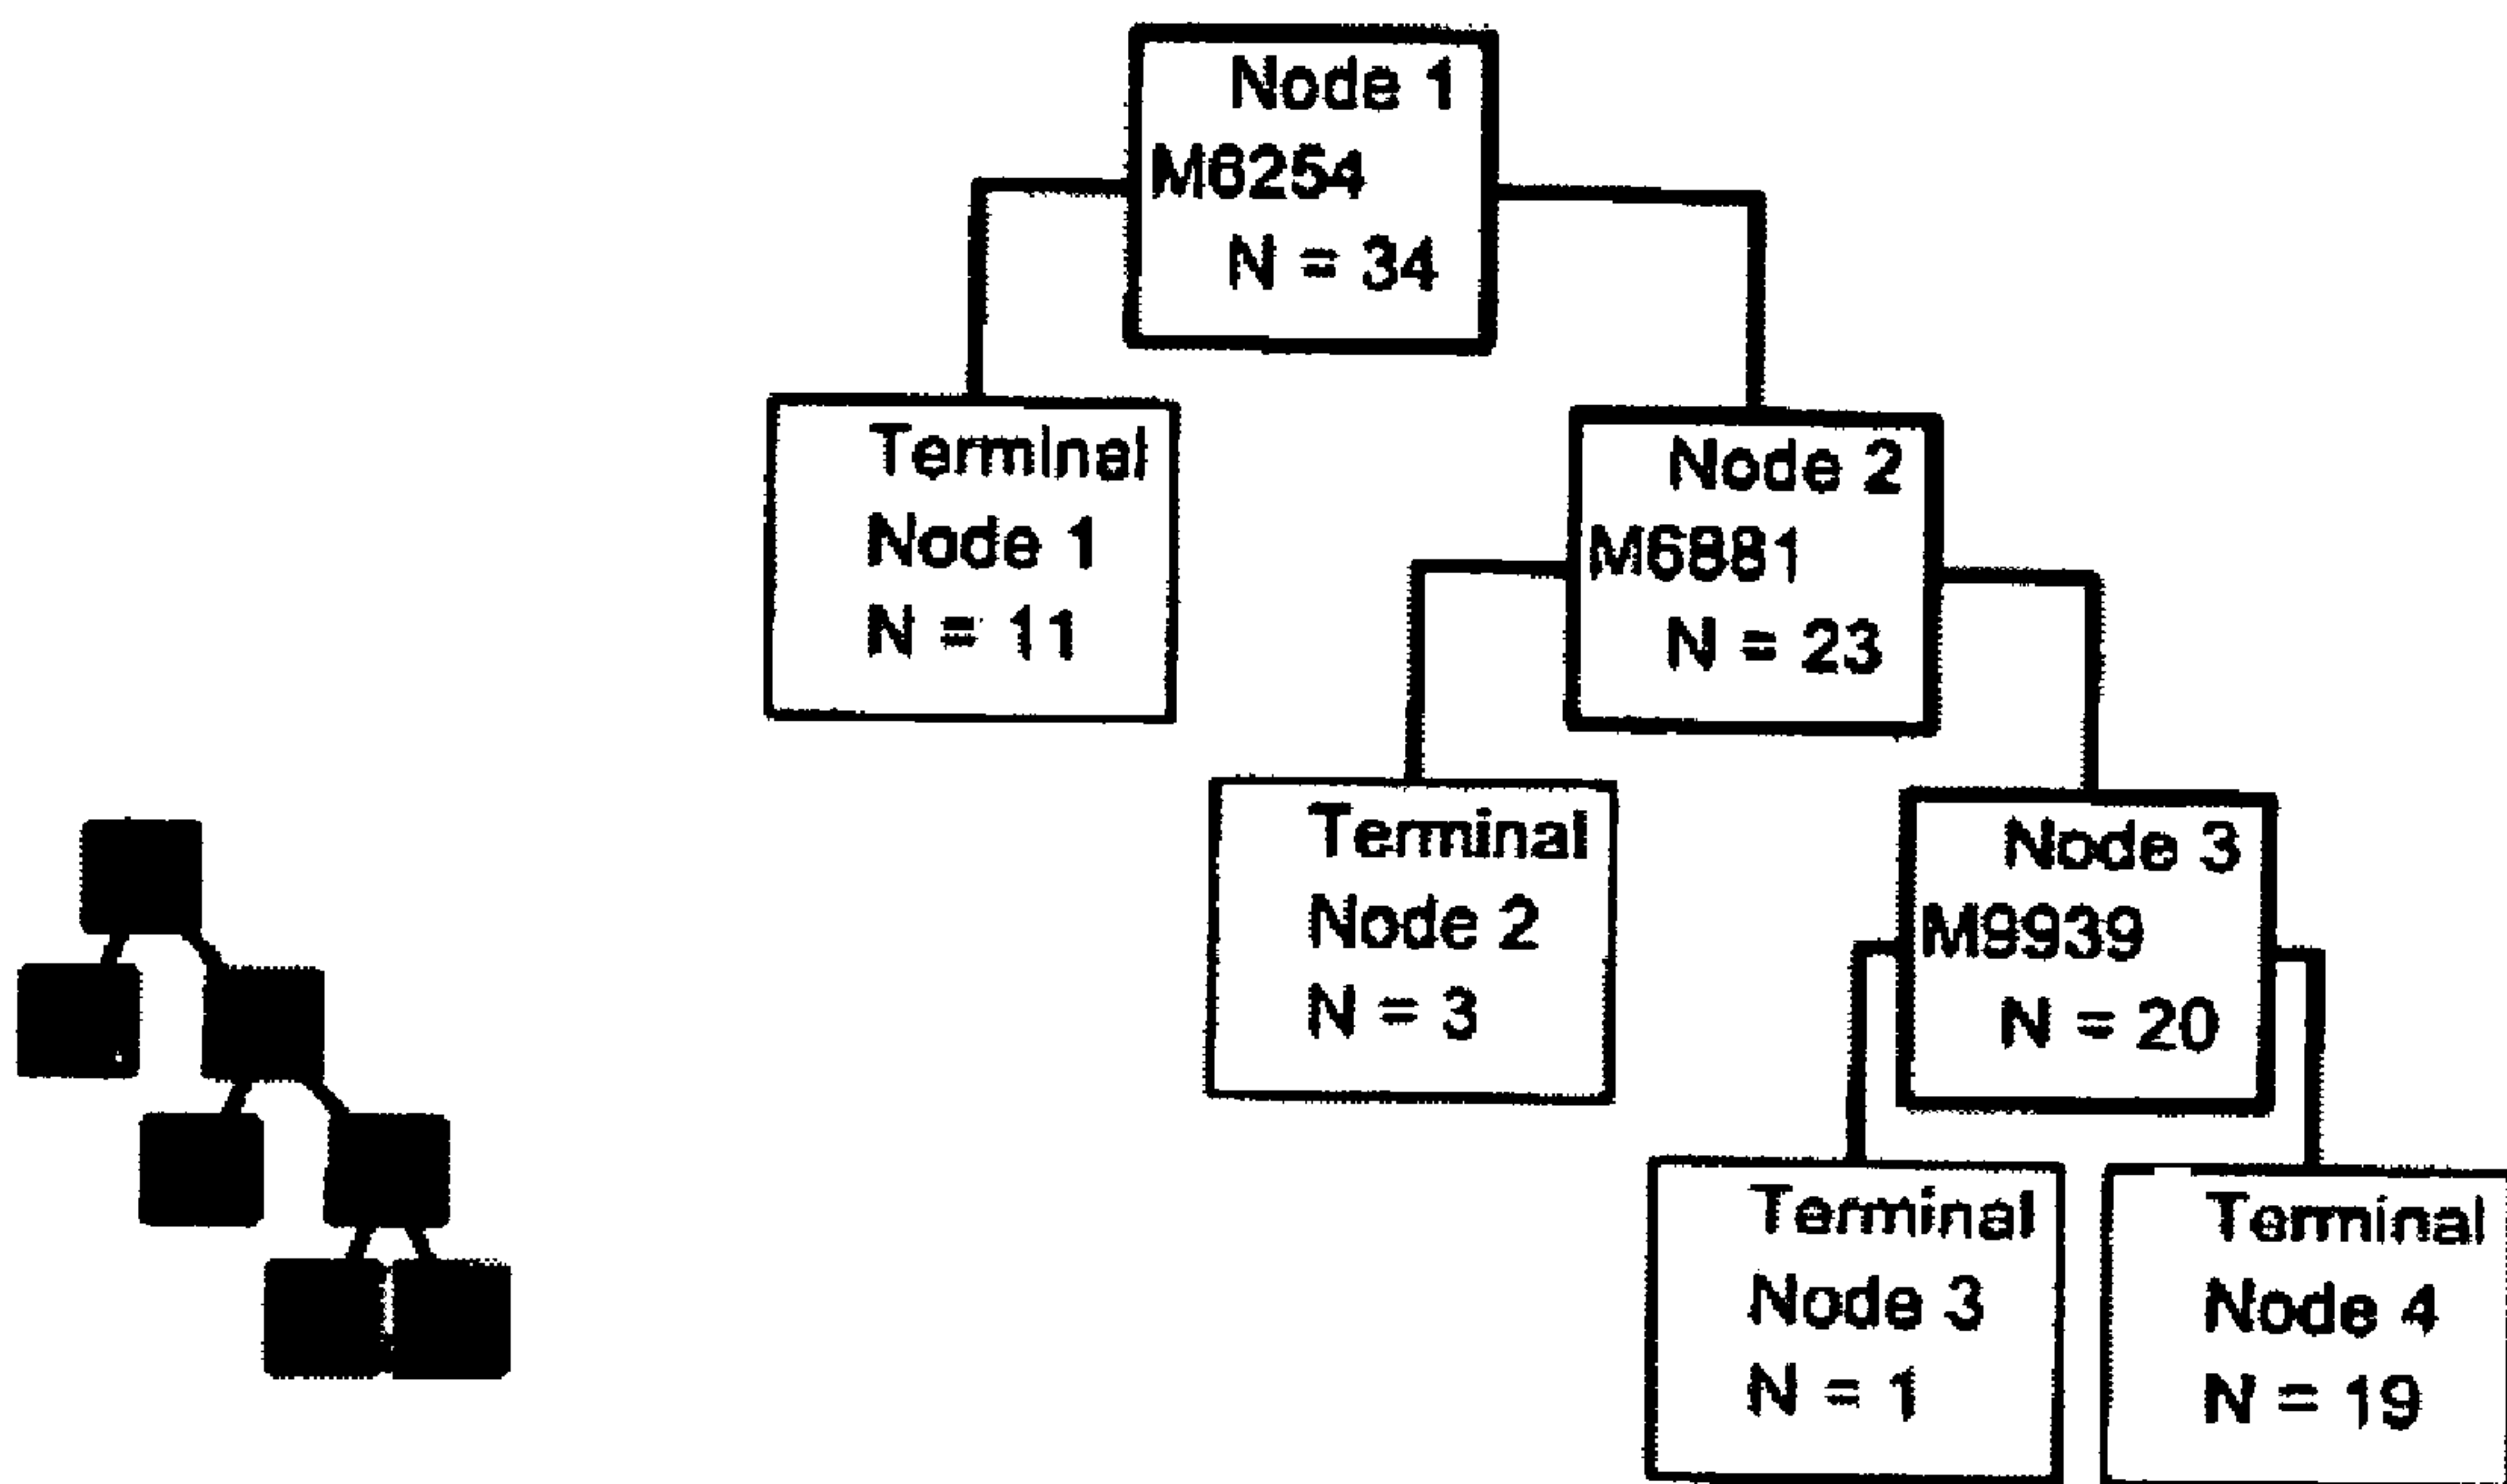 Node 1
M6254
N = 34
Terminal
Node 1
N = 11
Node 2
M6881
N = 23
Terminal
Node 2
N = 3
Node 3
M9939
N = 20
Terminal
Node 3
N = 1
Terminal
Node 4
N = 19